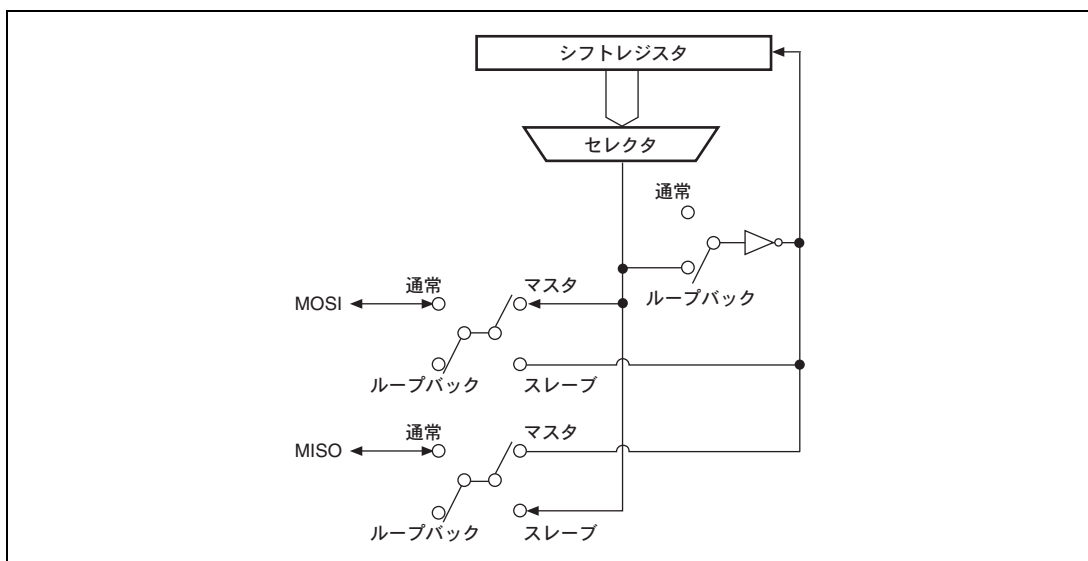 シフトレジスタ
セレクタ
通常
ループバック
通常
マスタ
MOSI
ループバック
スレーブ
通常
マスタ
MISO
ループバック
スレーブ